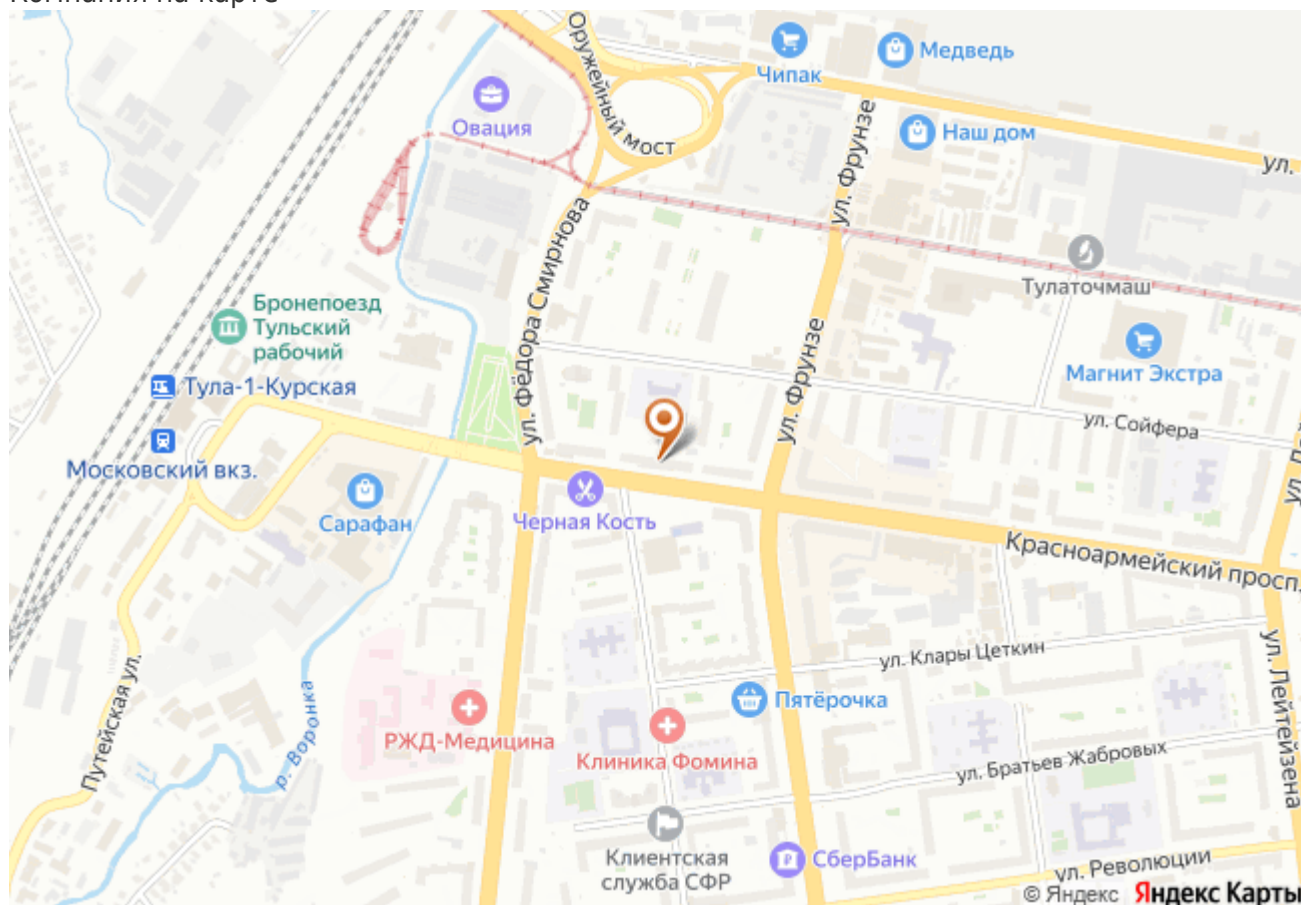 Компания на карте
Оружейный мост
Чипак
Медведь
Овация
Наш дом
ул. Фрунзе
ул.
ул. Фёдора Смирнова
Тулаточмаш
Бронепоезд
Тульский
рабочий
Тула-1-Курская
Московский вкз.
Сарафан
ул. Фрунзе
Магнит Экстра
ул. Сойфера
Черная Кость
Красноармейский просп.
ул. Клары Цеткин
Путейская ул.
р. Воронка
РЖД-Медицина
Клиника Фомина
Пятёрочка
ул. Лейтейзена
ул. Братьев Жабровых
Клиентская
служба СФР
СберБанк
ул. Революции
© Яндекс Яндекс Карты